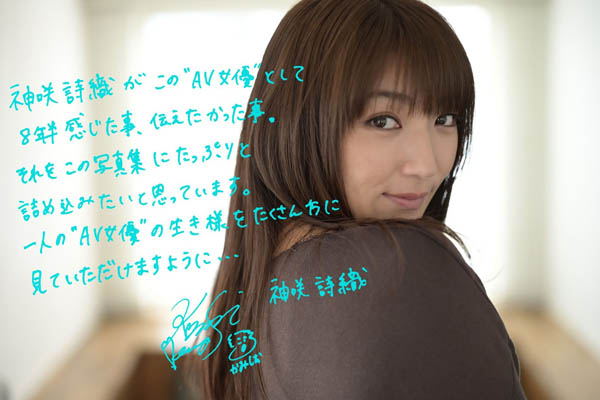 神咲詩織がこの"AV女優"として
8年半感じた事、伝えたかった事。
それをこの写真集にたっぷりと
詰め込みたいと思っています。
一人の"AV女優"の生き様をたくさん方に
見ていただけますように…
神咲詩織
かみしお